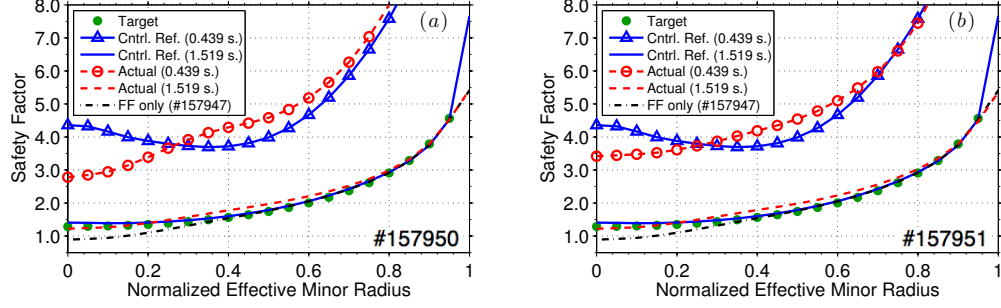 (a)
Target
Cntrl. Ref. (0.439 s.)
Cntrl. Ref. (1.519 s.)
Actual (0.439 s.)
Actual (1.519 s.)
FF only (#157947)
8.0
7.0
6.0
5.0
4.0
3.0
2.0
1.0
Safety Factor
#157950
0 0.2 0.4 0.6 0.8 1
Normalized Effective Minor Radius
(b)
Target
Cntrl. Ref. (0.439 s.)
Cntrl. Ref. (1.519 s.)
Actual (0.439 s.)
Actual (1.519 s.)
FF only (#157947)
8.0
7.0
6.0
5.0
4.0
3.0
2.0
1.0
Safety Factor
#157951
0 0.2 0.4 0.6 0.8 1
Normalized Effective Minor Radius